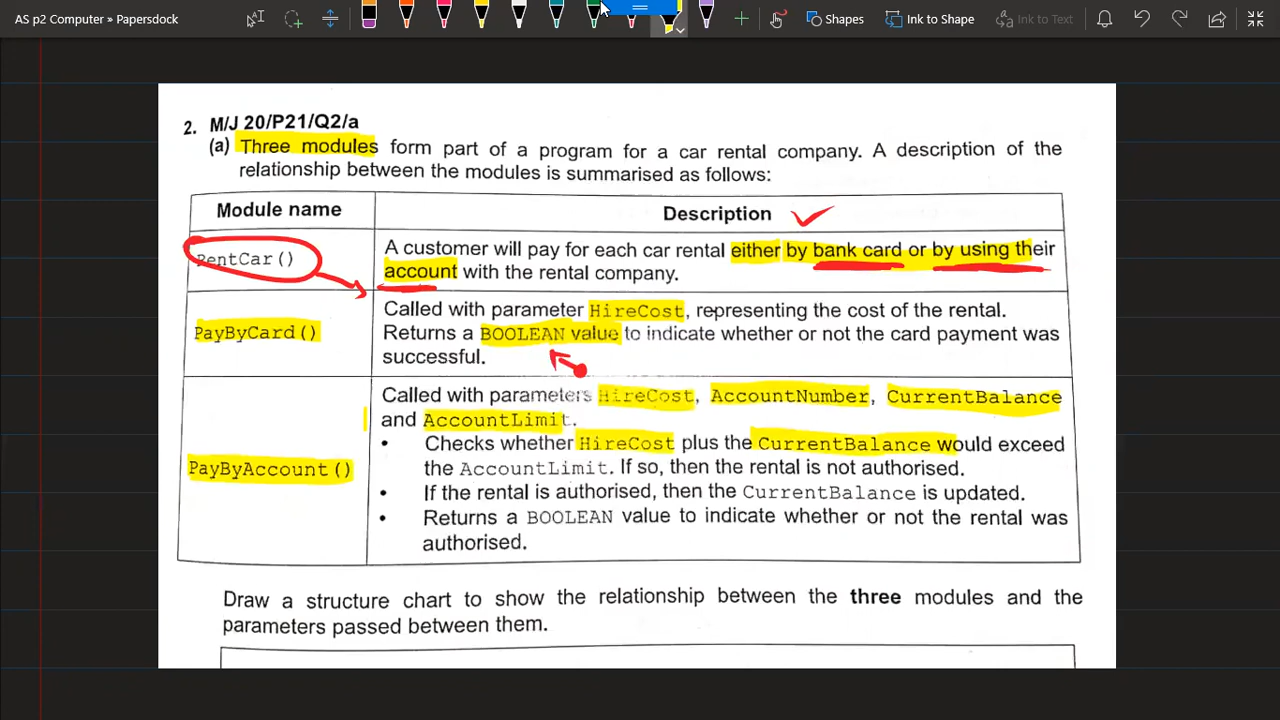 AS p2 Computer » Papersdock
Shapes
Ink to Shape
Ink to Text
2. M/J 20/P21/Q2/a
(a) Three modules form part of a program for a car rental company. A description of the
relationship between the modules is summarised as follows:
Module name
Description
RentCar()
A customer will pay for each car rental either by bank card or by using their
account with the rental company.
PayByCard()
Called with parameter HireCost, representing the cost of the rental.
Returns a BOOLEAN value to indicate whether or not the card payment was
successful.
PayByAccount()
Called with parameters HireCost, AccountNumber, CurrentBalance
and AccountLimit.
• Checks whether HireCost plus the CurrentBalance would exceed
the AccountLimit. If so, then the rental is not authorised.
• If the rental is authorised, then the CurrentBalance is updated.
• Returns a BOOLEAN value to indicate whether or not the rental was
authorised.
Draw a structure chart to show the relationship between the three modules and the
parameters passed between them.